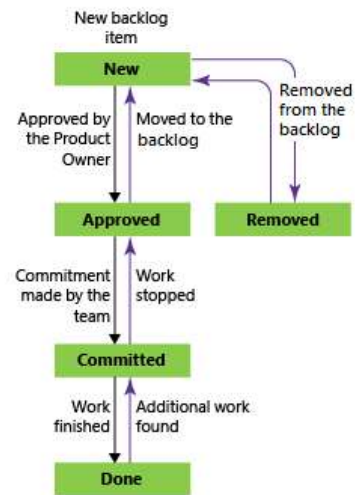 New backlog
item
New
Approved by
the Product
Owner
Moved to the
backlog
Removed
from the
backlog
Approved
Removed
Commitment
made by the
team
Work
stopped
Committed
Work
finished
Additional work
found
Done